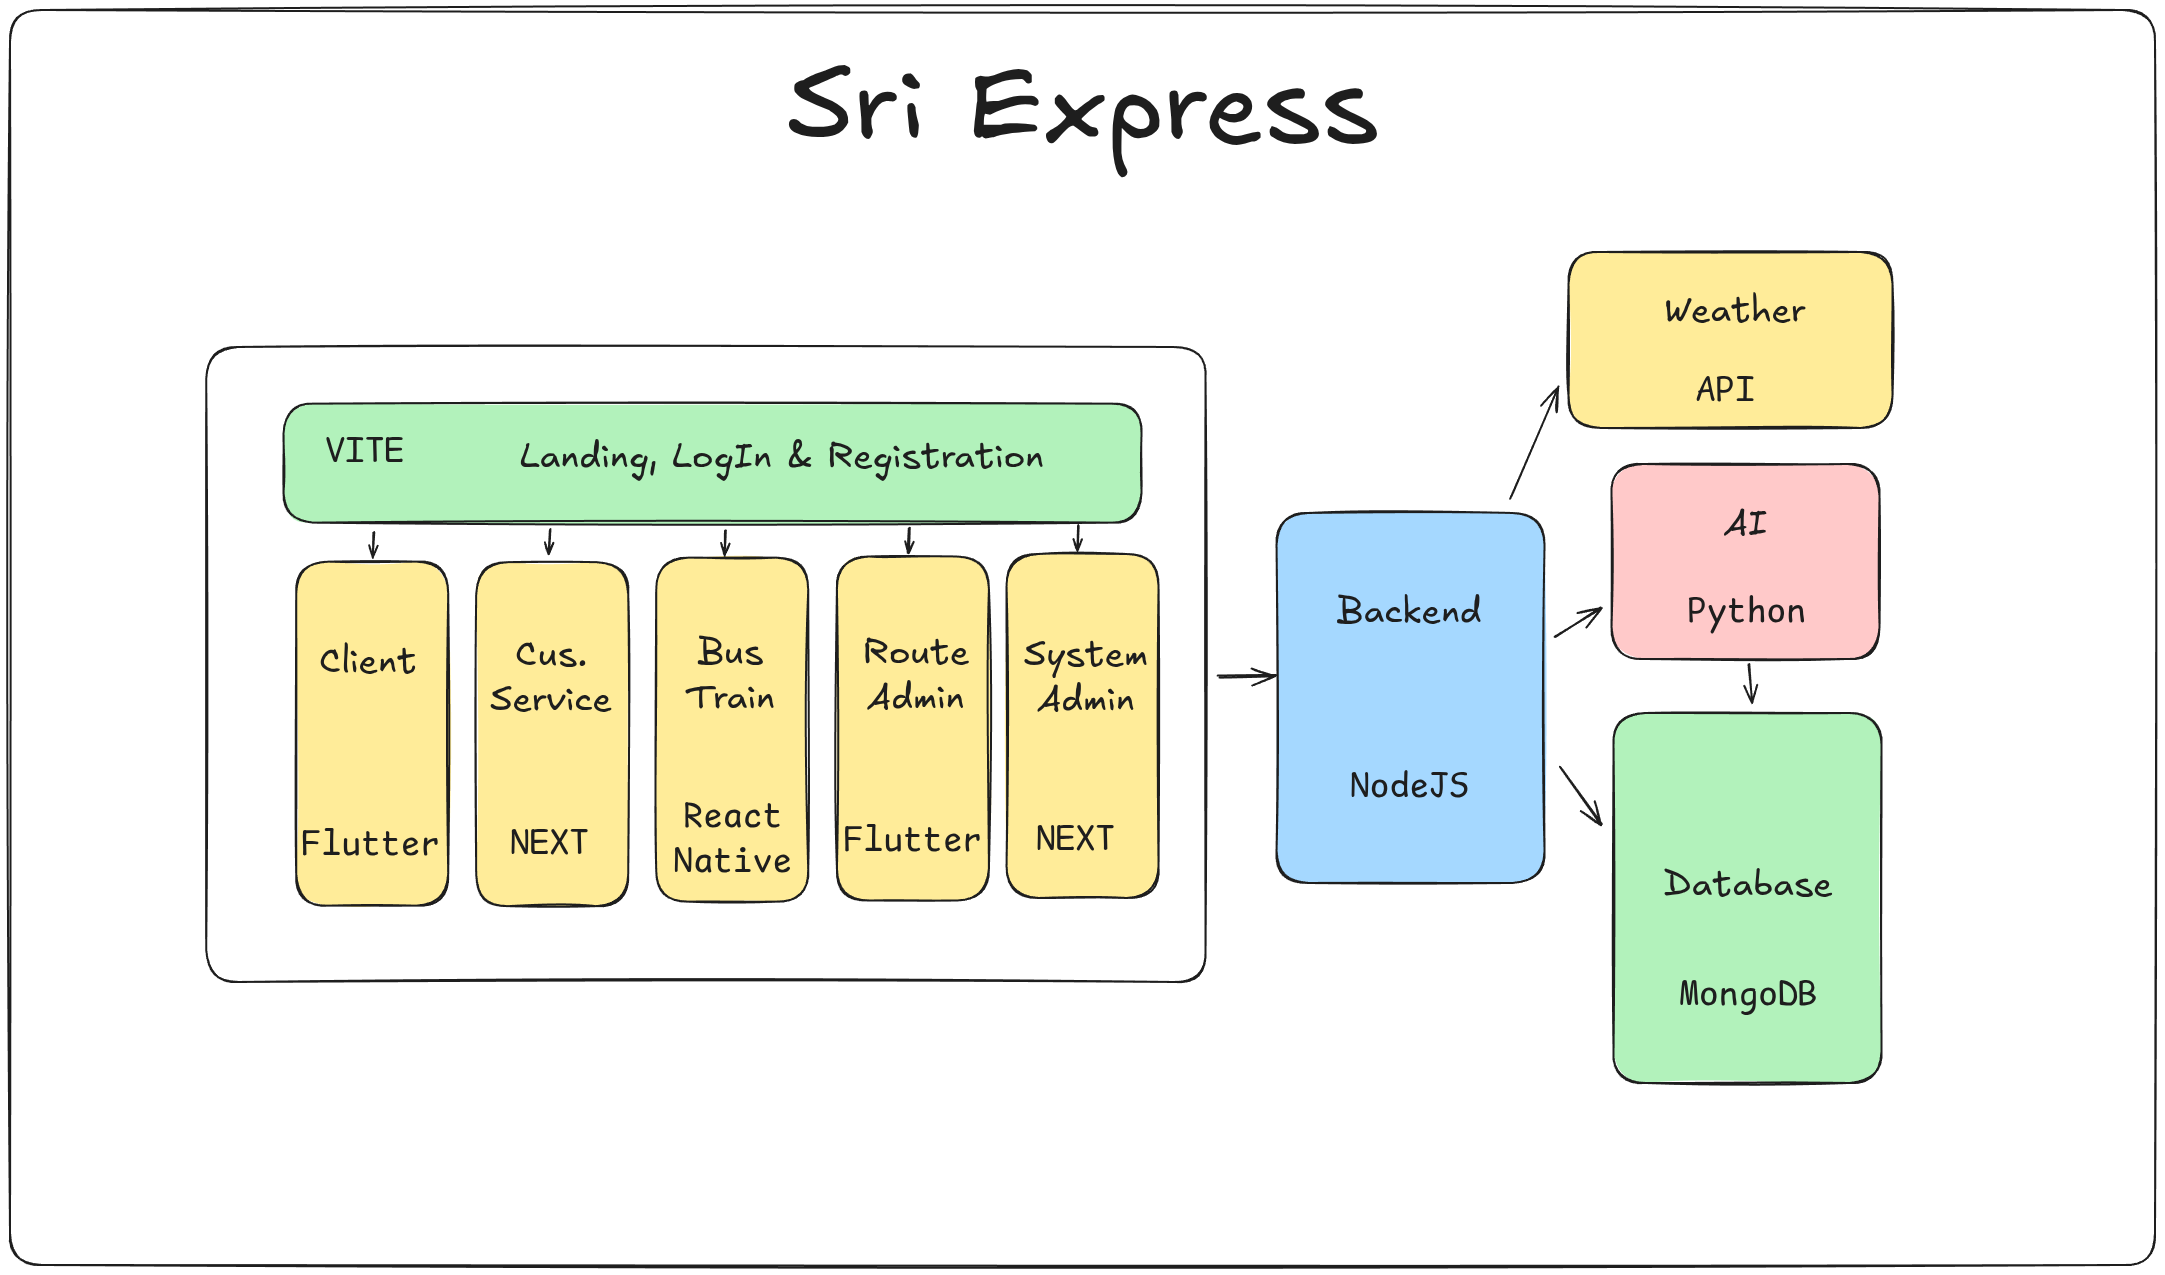 Sri Express
VITE
Landing, LogIn & Registration
Client
Flutter
Cus.
Service
NEXT
Bus
Train
React
Native
Route
Admin
Flutter
System
Admin
NEXT
Backend
NodeJS
Weather
API
AI
Python
Database
MongoDB